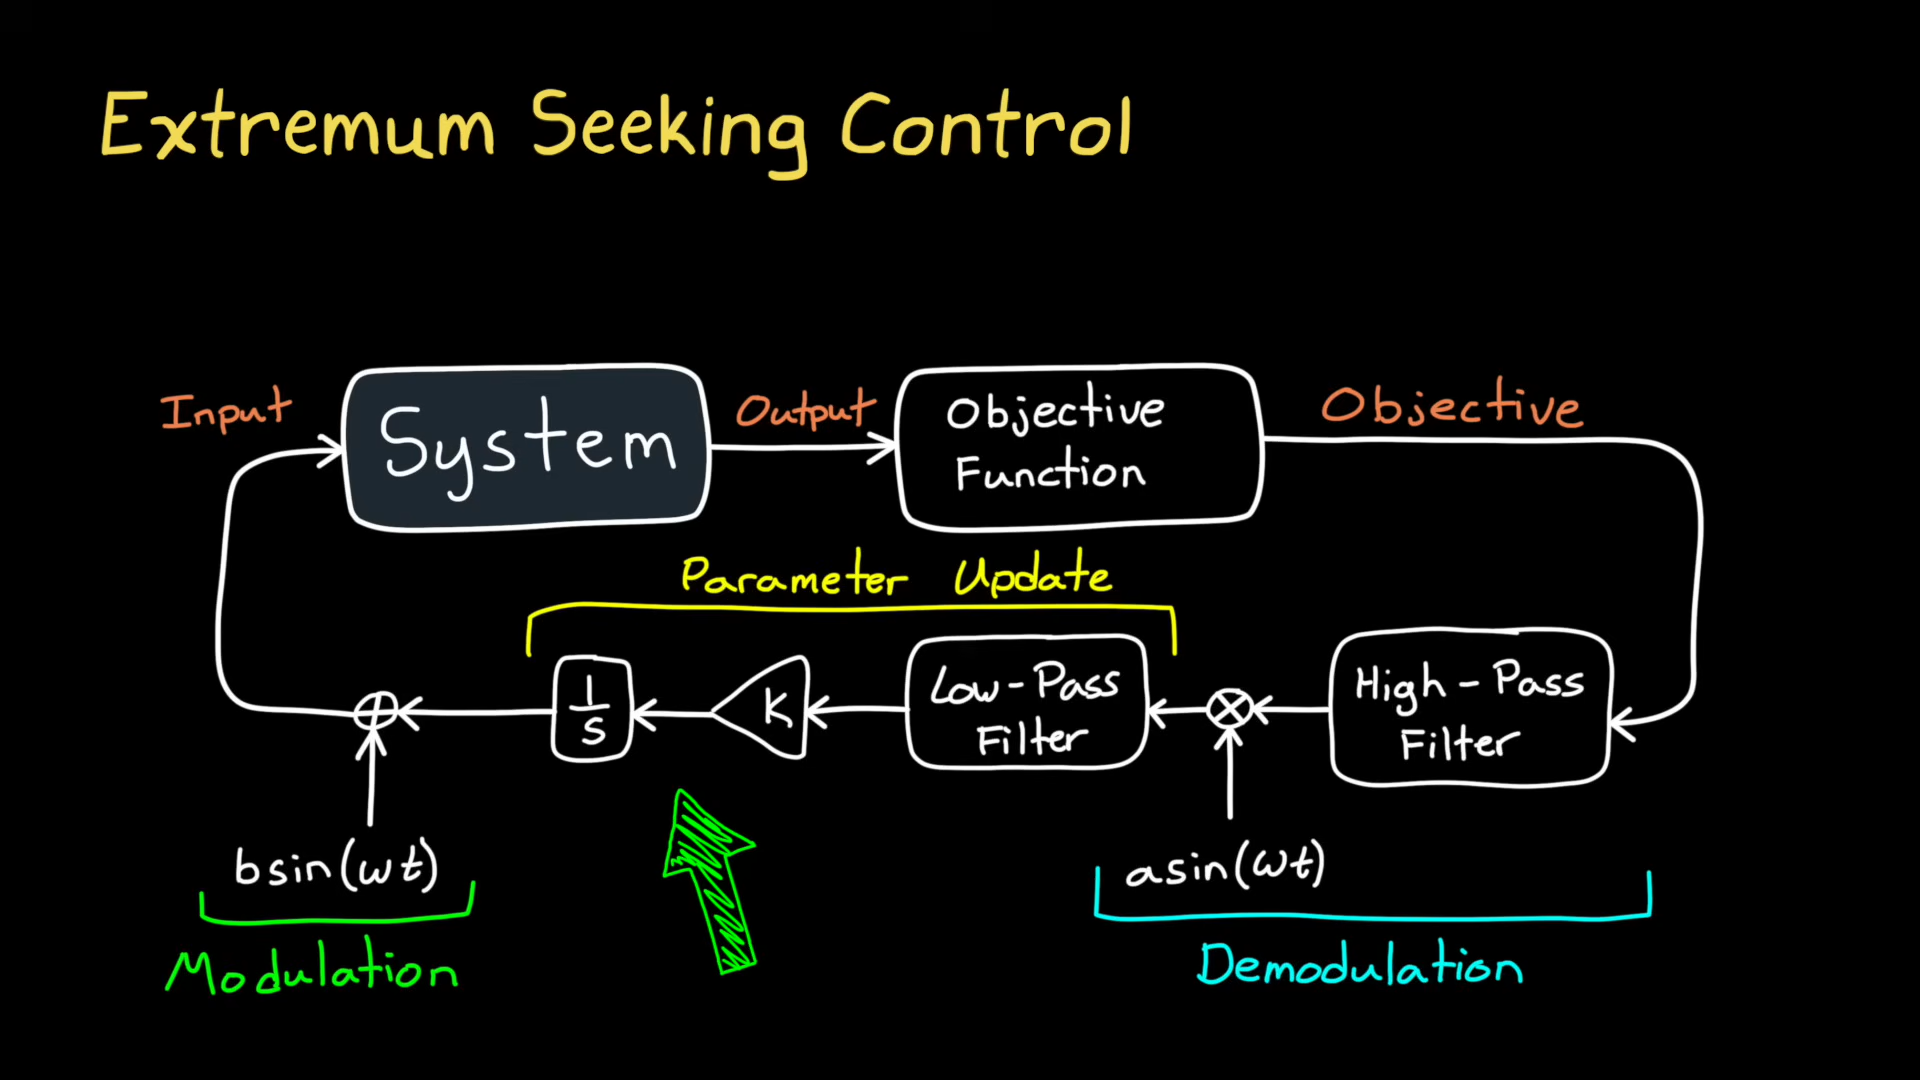 Extremum Seeking Control
Input
System
Output
Objective
Function
Objective
Parameter Update
1/s
K
Low-Pass
Filter
High-Pass
Filter
bsin(ωt)
asin(ωt)
Modulation
Demodulation